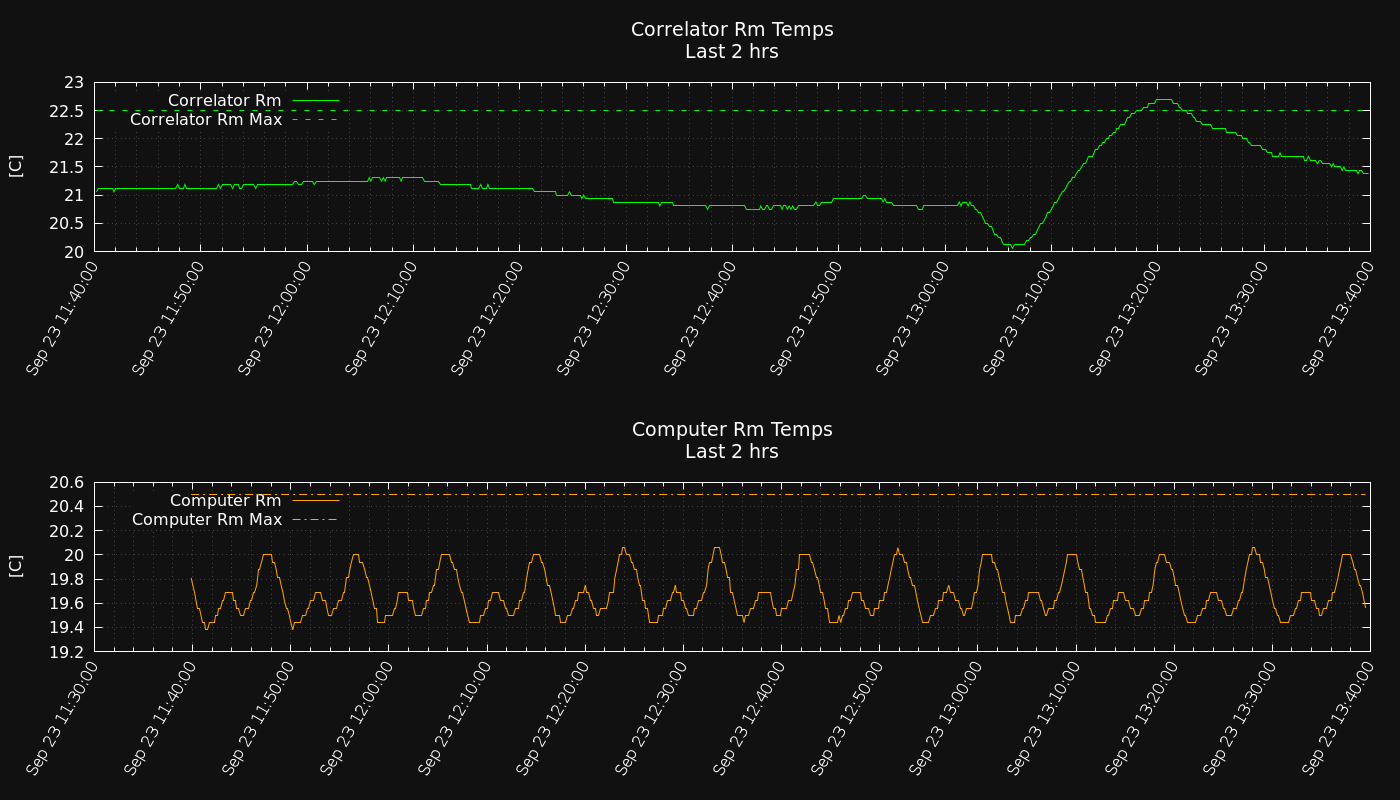 Correlator Rm Temps
Last 2 hrs
[C]
23
22.5
22
21.5
21
20.5
20
Correlator Rm
Correlator Rm Max
Sep 23 11:40:00
Sep 23 11:50:00
Sep 23 12:00:00
Sep 23 12:10:00
Sep 23 12:20:00
Sep 23 12:30:00
Sep 23 12:40:00
Sep 23 12:50:00
Sep 23 13:00:00
Sep 23 13:10:00
Sep 23 13:20:00
Sep 23 13:30:00
Sep 23 13:40:00
Computer Rm Temps
Last 2 hrs
[C]
20.6
20.4
20.2
20
19.8
19.6
19.4
19.2
Computer Rm
Computer Rm Max
Sep 23 11:30:00
Sep 23 11:40:00
Sep 23 11:50:00
Sep 23 12:00:00
Sep 23 12:10:00
Sep 23 12:20:00
Sep 23 12:30:00
Sep 23 12:40:00
Sep 23 12:50:00
Sep 23 13:00:00
Sep 23 13:10:00
Sep 23 13:20:00
Sep 23 13:30:00
Sep 23 13:40:00